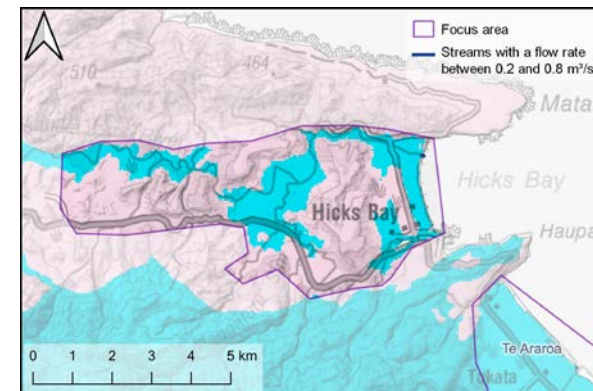 Focus area
Streams with a flow rate
between 0.2 and 0.8 m³/s
510
464
Mata
Hicks Bay
Hicks Bay
Haupa
Te Araroa
Tokata
0 1 2 3 4 5 km